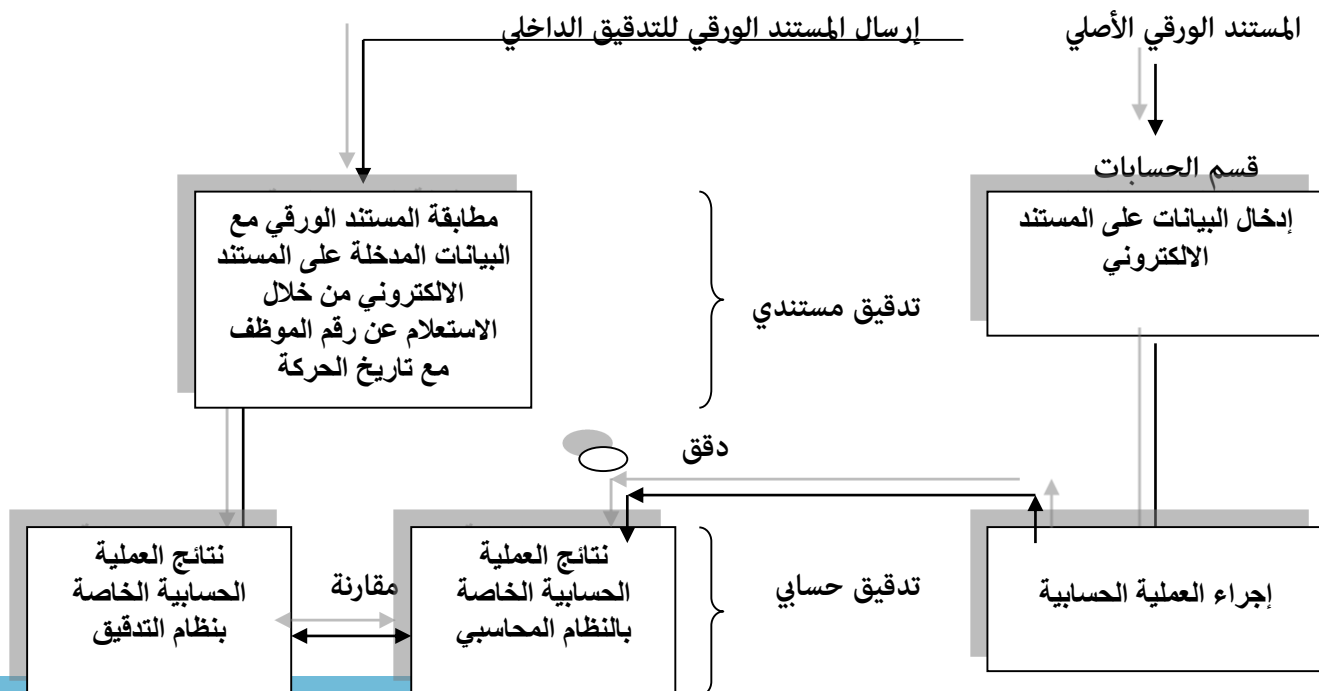 المستند الورقي الأصلي
إرسال المستند الورقي للتدقيق الداخلي
قسم الحسابات
إدخال البيانات على المستند
الالكتروني
تدقيق مستندي
مطابقة المستند الورقي مع
البيانات المدخلة على المستند
الالكتروني من خلال
الاستعلام عن رقم الموظف
مع تاريخ الحركة
دقق
إجراء العملية الحسابية
تدقيق حسابي
نتائج العملية
الحسابية الخاصة
بالنظام المحاسبي
مقارنة
نتائج العملية
الحسابية الخاصة
بنظام التدقيق